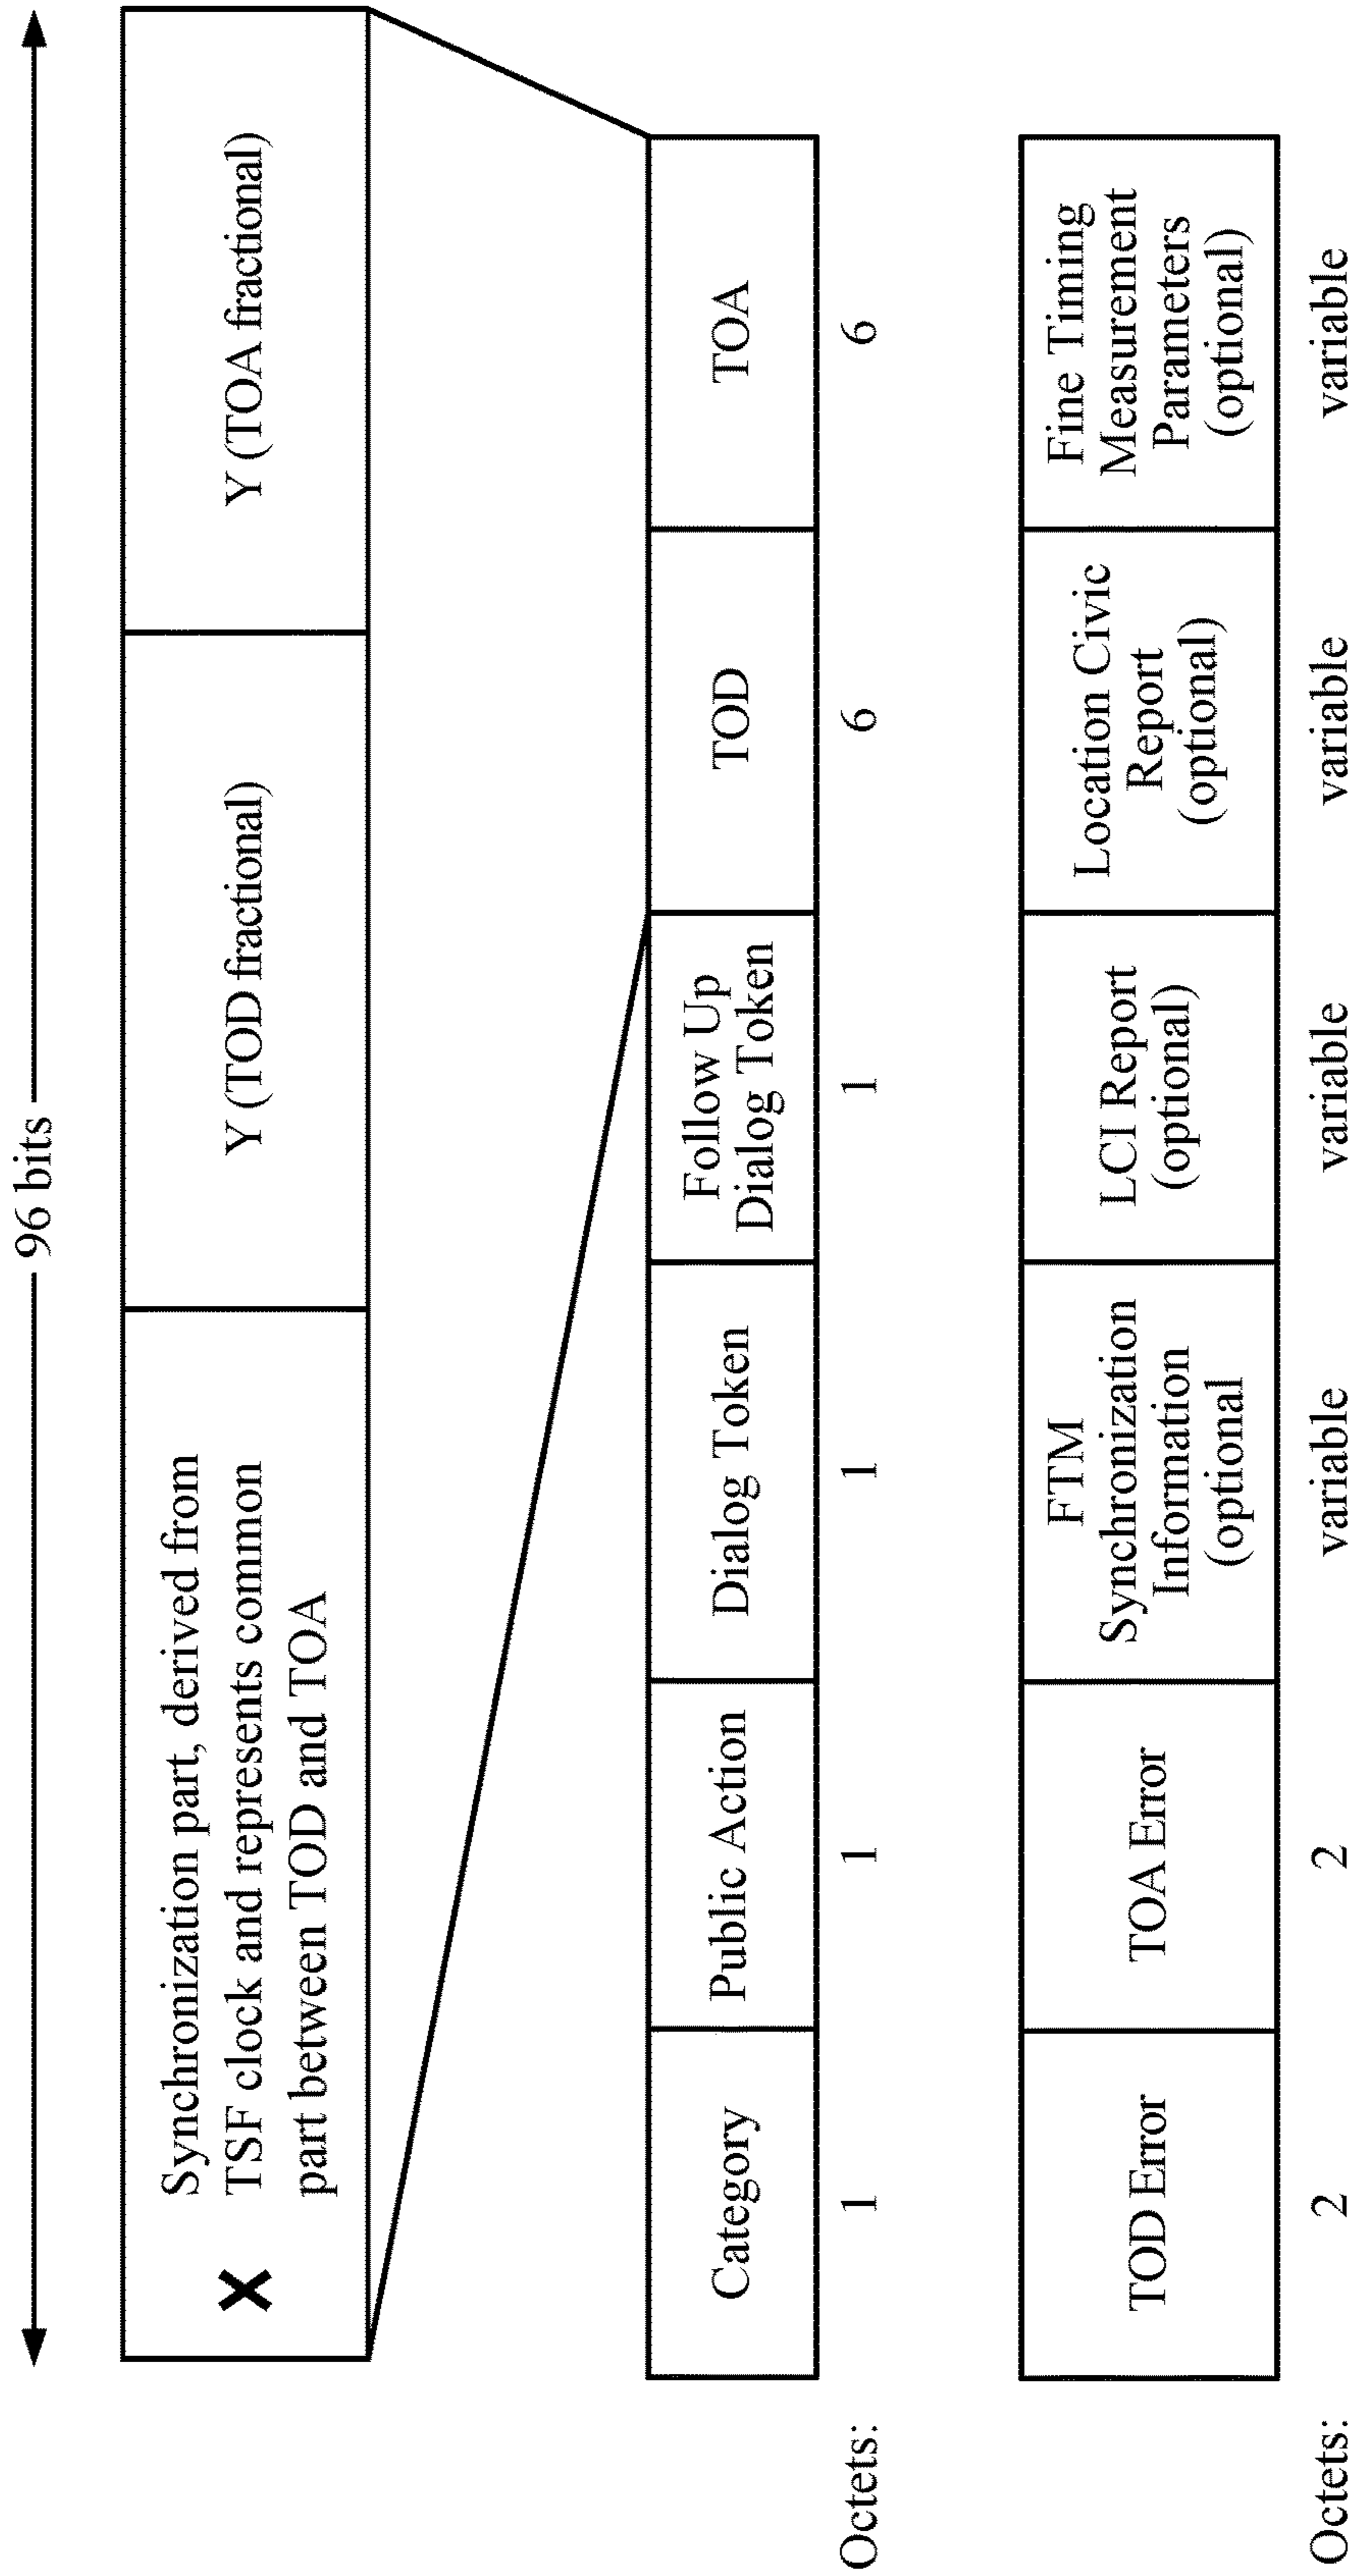 96 bits
X
Synchronization part, derived from
TSF clock and represents common
part between TOD and TOA
Y (TOD fractional)
Y (TOA fractional)
Category
Public Action
Dialog Token
Follow Up
Dialog Token
TOD
TOA
Octets:
1
1
1
1
6
6
TOD Error
TOA Error
FTM
Synchronization
Information
(optional
LCI Report
(optional)
Location Civic
Report
(optional)
Fine Timing
Measurement
Parameters
(optional)
Octets:
2
2
variable
variable
variable
variable